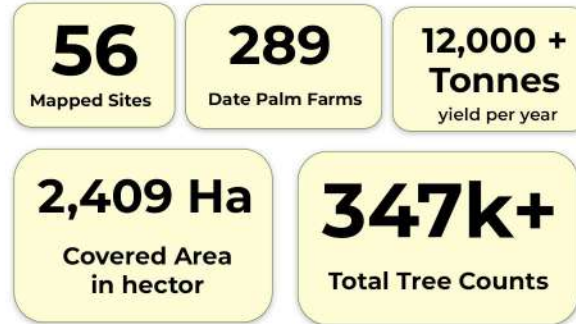 56
Mapped Sites
289
Date Palm Farms
12,000 +
Tonnes
yield per year
2,409 Ha
Covered Area
in hector
347k+
Total Tree Counts